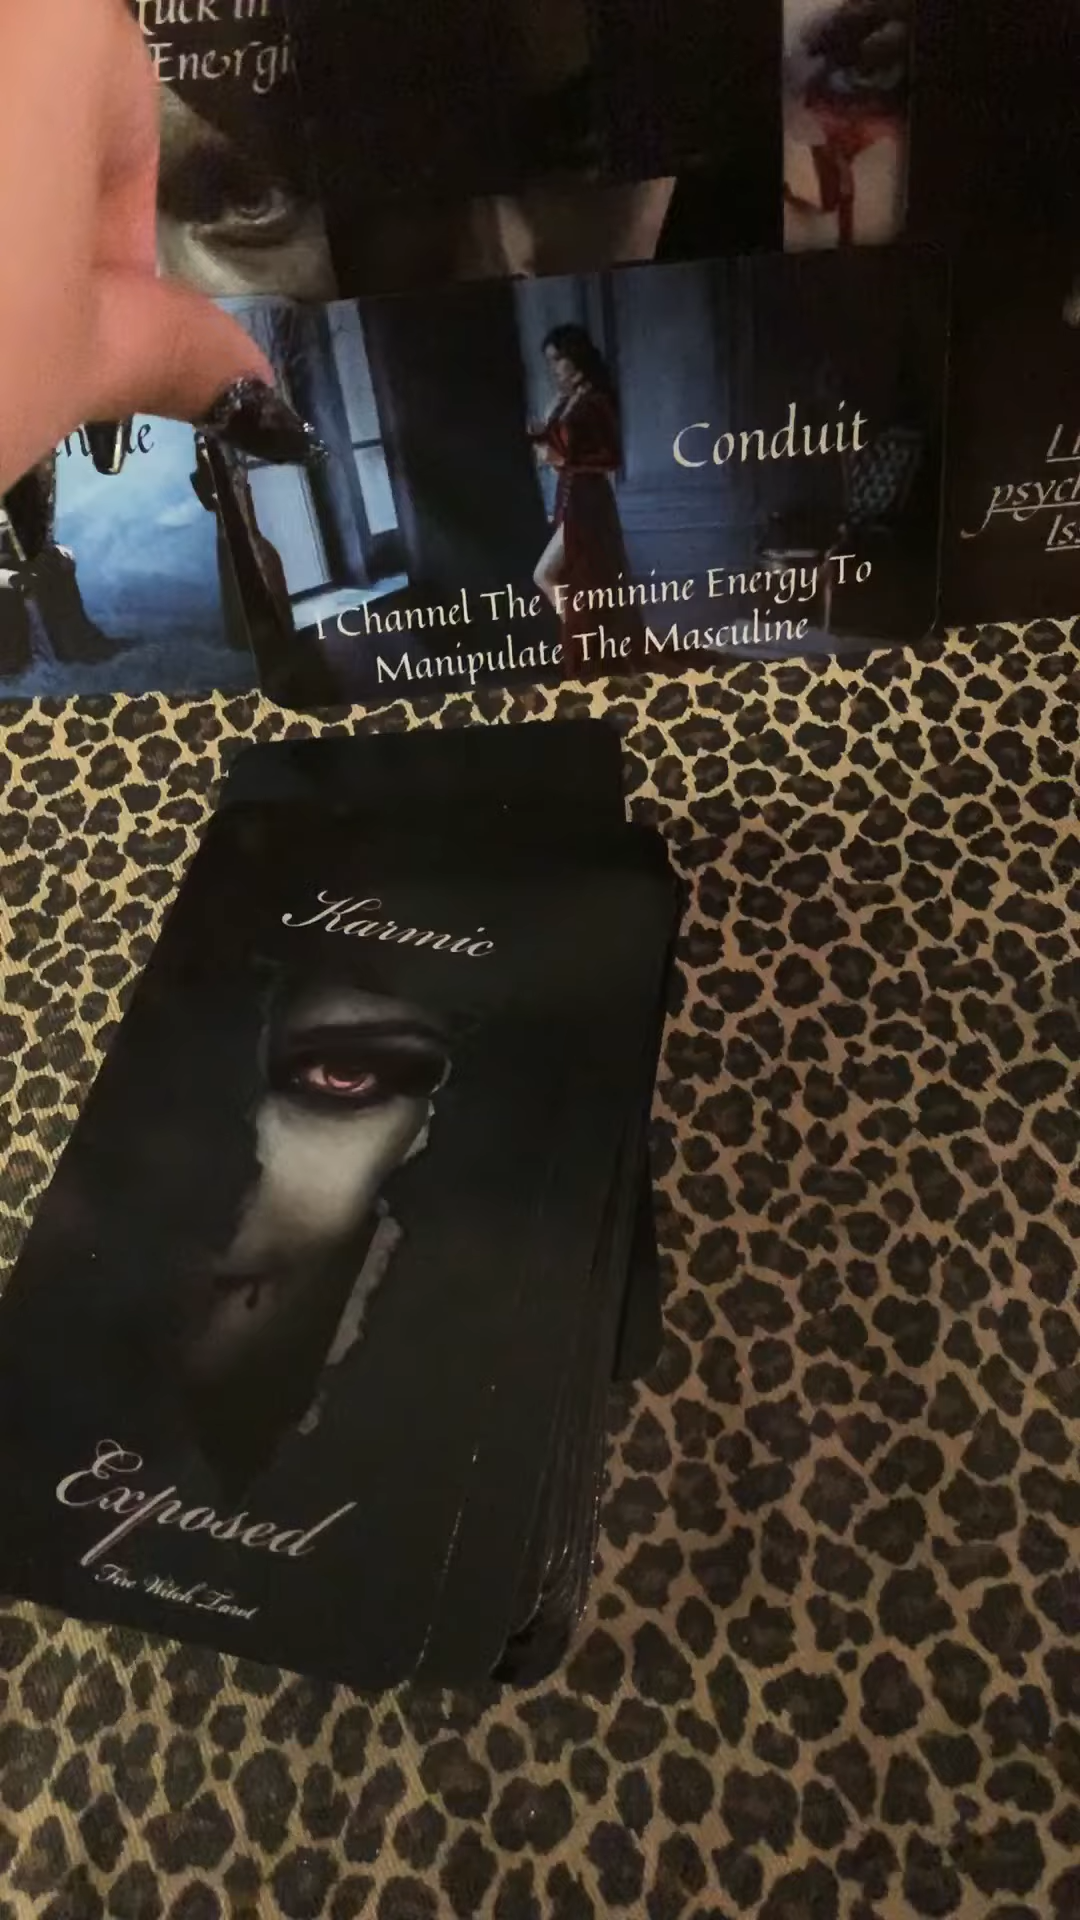 Energi
Conduit
I Channel The Feminine Energy To
Manipulate The Masculine
psych
Karmic
Exposed
Fire Witch Tarot